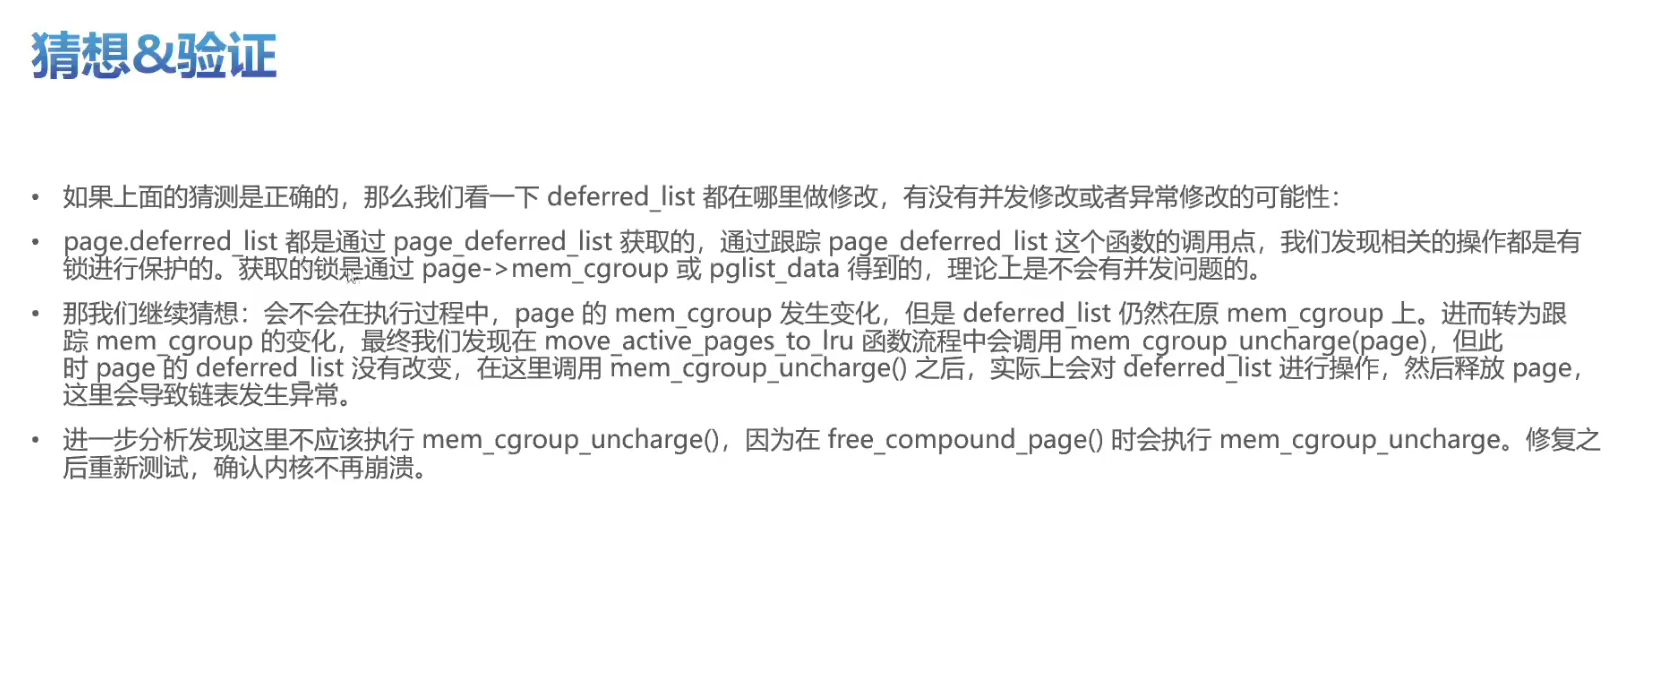 猜想&验证
• 如果上面的猜测是正确的，那么我们看一下 deferred_list 都在哪里做修改，有没有并发修改或者异常修改的可能性：
• page.deferred_list 都是通过 page_deferred_list 获取的，通过跟踪 page_deferred_list 这个函数的调用点，我们发现相关的操作都是有
锁进行保护的。获取的锁是通过 page->mem_cgroup 或 pglist_data 得到的，理论上是不会有并发问题的。
• 那我们继续猜想：会不会在执行过程中，page 的 mem_cgroup 发生变化，但是 deferred_list 仍然在原 mem_cgroup 上。进而转为跟
踪 mem_cgroup 的变化，最终我们发现在 move_active_pages_to_lru 函数流程中会调用 mem_cgroup_uncharge(page)，但此
时 page 的 deferred_list 没有改变，在这里调用 mem_cgroup_uncharge() 之后，实际上会对 deferred_list 进行操作，然后释放 page，
这里会导致链表发生异常。
• 进一步分析发现这里不应该执行 mem_cgroup_uncharge()，因为在 free_compound_page() 时会执行 mem_cgroup_uncharge。修复之
后重新测试，确认内核不再崩溃。